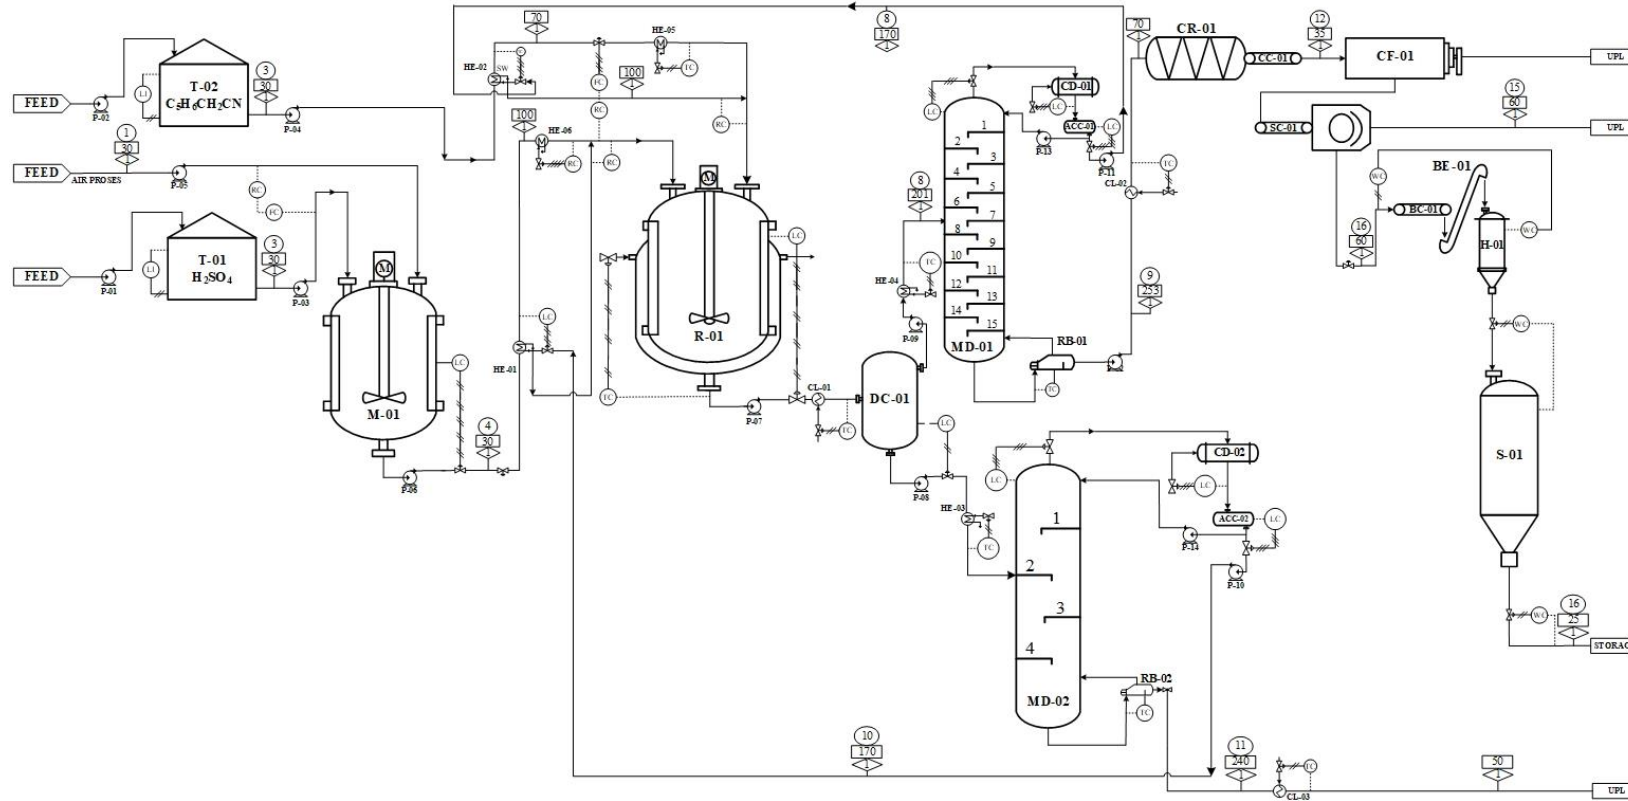 FEED
P-02
T-02
C₅H₆CH₂CN
LI
3
30
1
P-04
FEED
AIR PROSES
1
30
1
P-05
RC
FC
FEED
P-01
T-01
H₂SO₄
LI
3
30
1
P-03
M
M-01
LC
P-06
4
30
1
70
1
HE-02
SW
HE-05
TC
FC
RC
100
1
RC
100
1
HE-06
RC
RC
LC
HE-01
M
R-01
LC
TC
P-07
CL-01
TC
DC-01
LC
P-08
P-09
HE-04
TC
8
201
1
8
170
1
LC
1
2
3
4
5
6
7
8
9
10
11
12
13
14
15
MD-01
CD-01
LC
ACC-01
LC
P-13
P-11
RB-01
TC
CL-02
TC
9
253
1
70
1
CR-01
CC-01
12
35
1
CF-01
UPL
SC-01
15
60
1
UPL
16
60
1
WC
BC-01
BE-01
H-01
WC
WC
S-01
WC
16
25
1
STORAG
HE-03
TC
LC
1
2
3
4
MD-02
CD-02
LC
ACC-02
LC
P-14
P-10
RB-02
TC
10
170
1
11
240
1
TC
CL-03
50
1
UPL